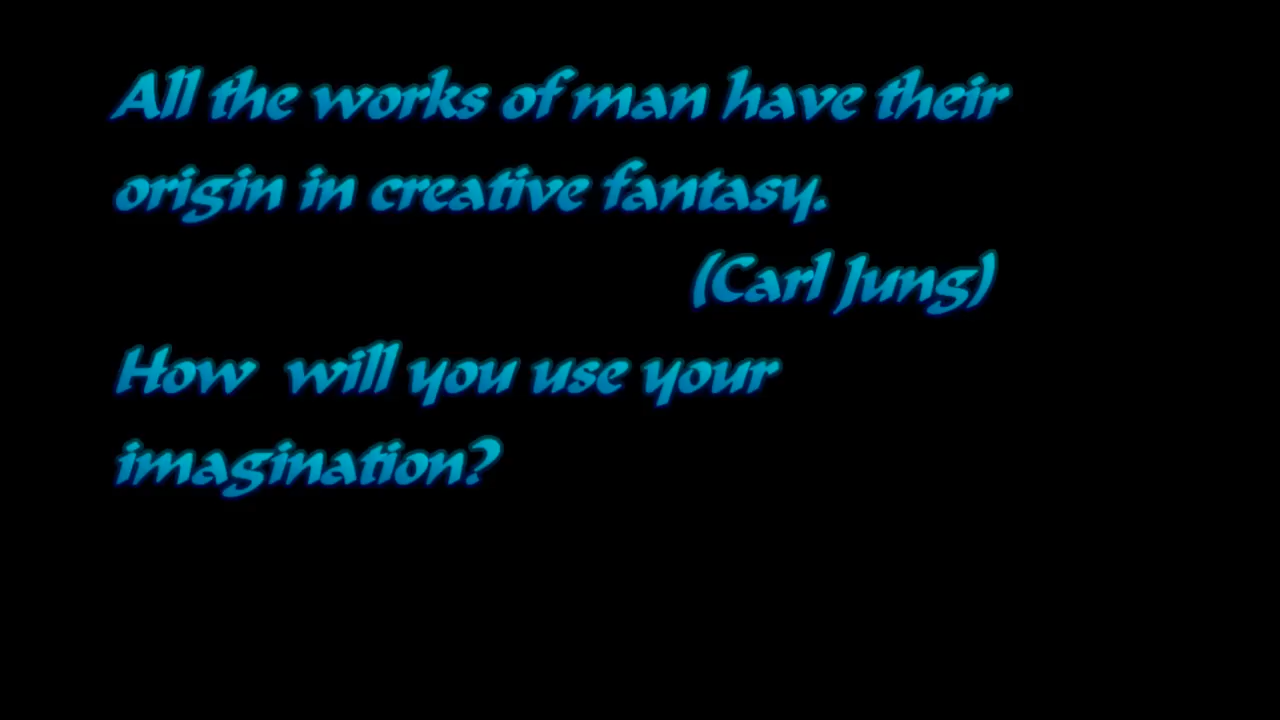 All the works of man have their
origin in creative fantasy.
(Carl Jung)
How  will you use your
imagination?